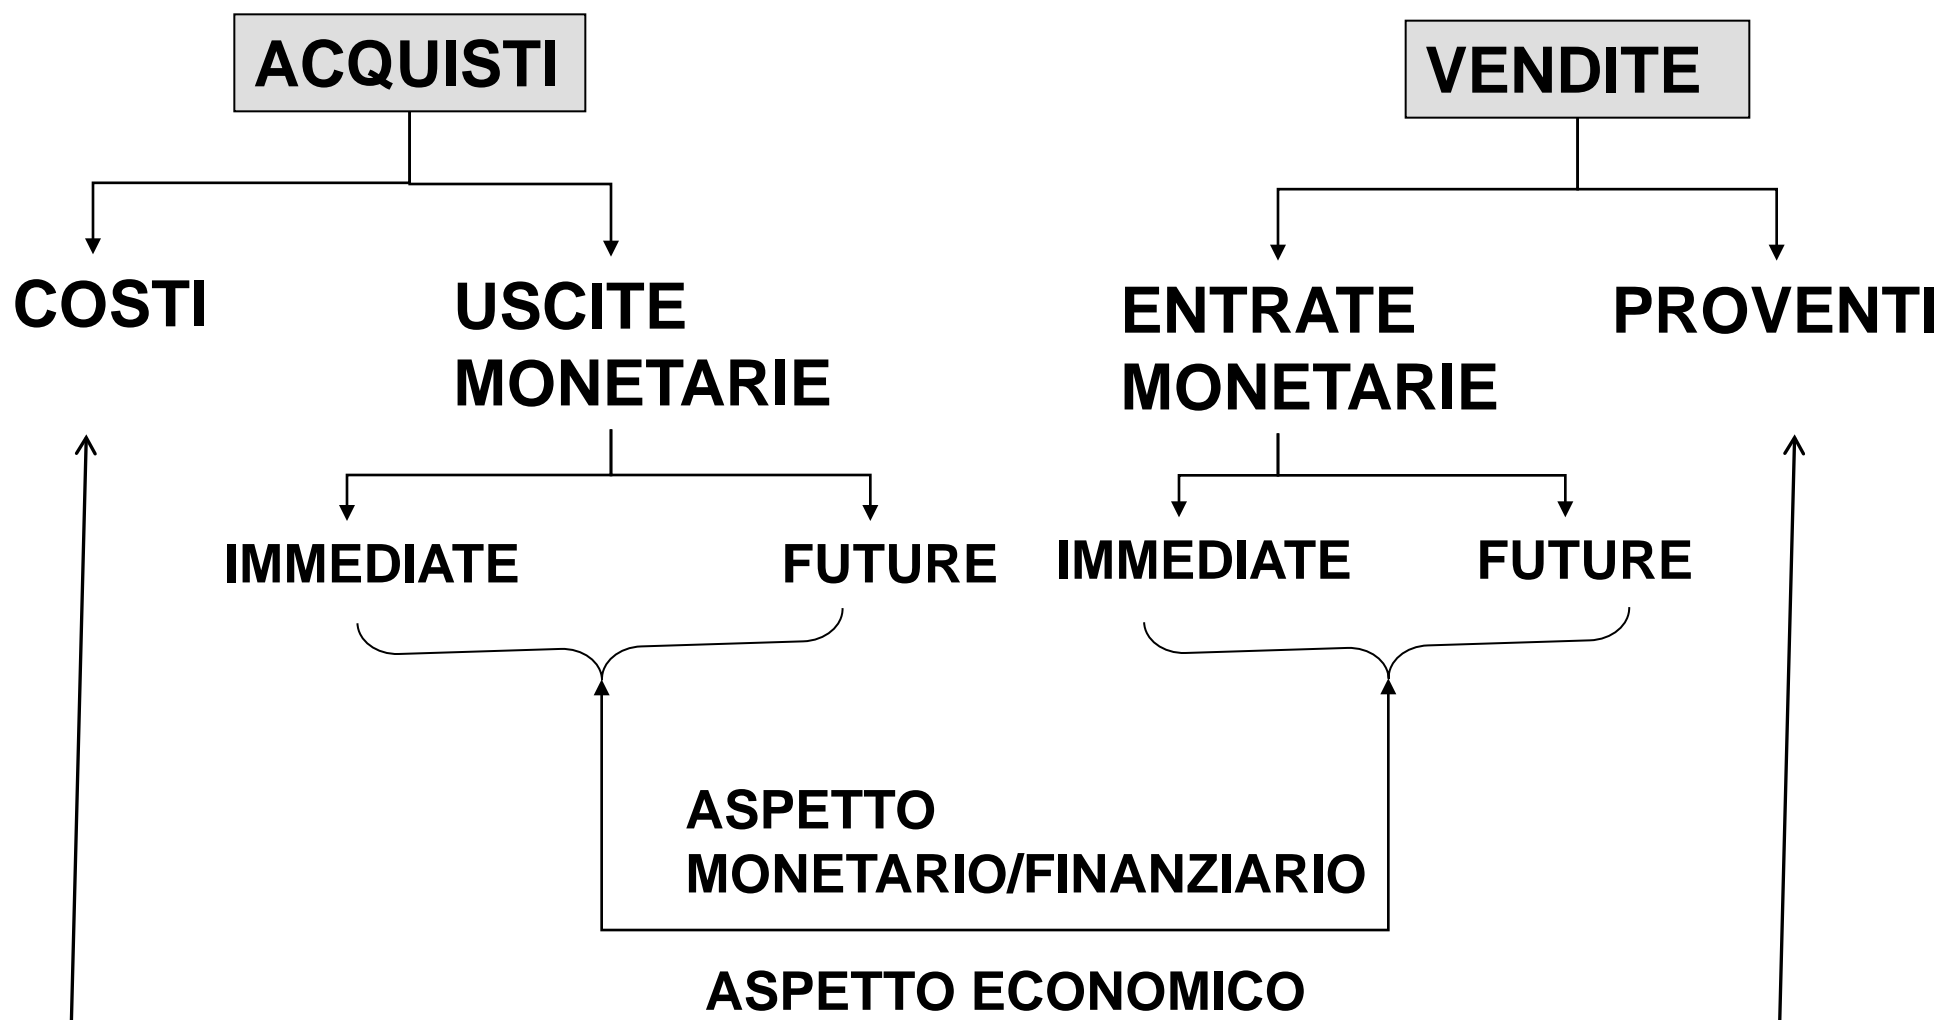 ACQUISTI
VENDITE
COSTI
USCITE
MONETARIE
ENTRATE
MONETARIE
PROVENTI
IMMEDIATE
FUTURE
IMMEDIATE
FUTURE
ASPETTO
MONETARIO/FINANZIARIO
ASPETTO ECONOMICO